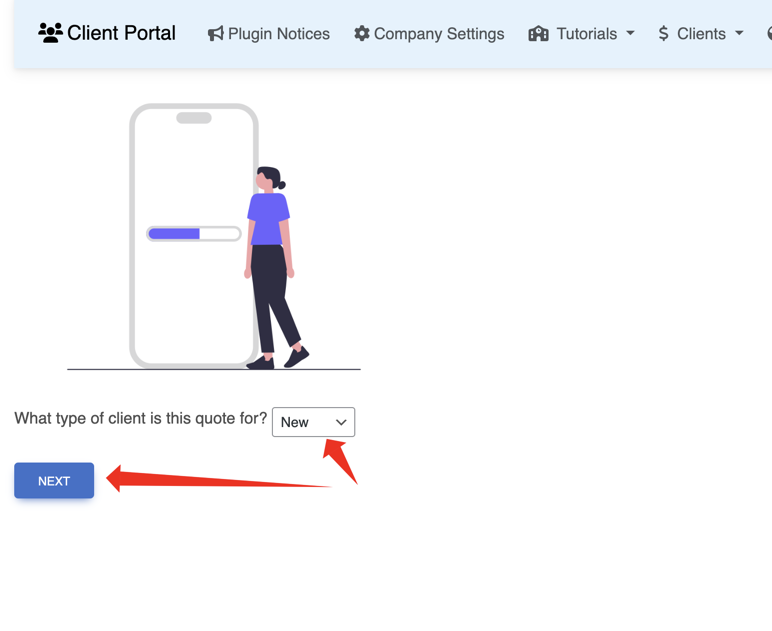 Client Portal Plugin Notices Company Settings Tutorials $ Clients
What type of client is this quote for? New
NEXT